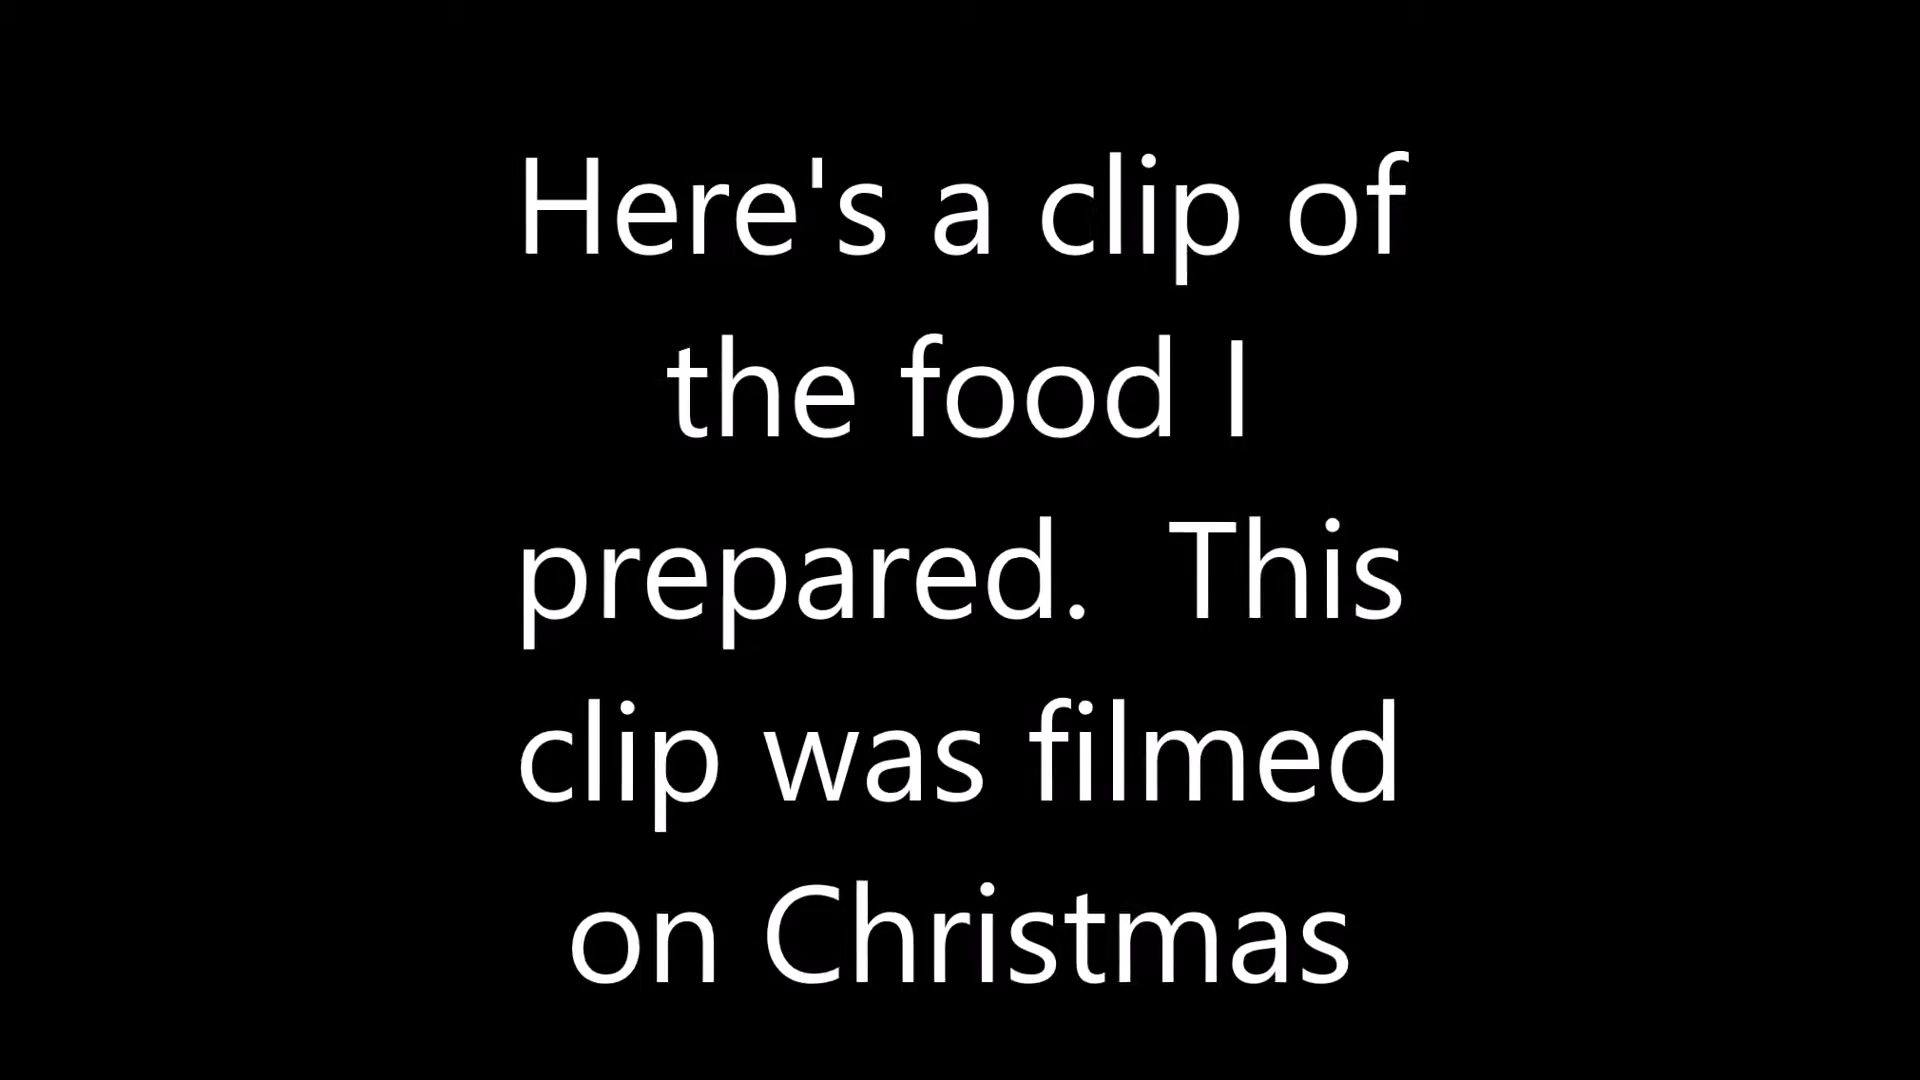 Here's a clip of
the food I
prepared.  This
clip was filmed
on Christmas